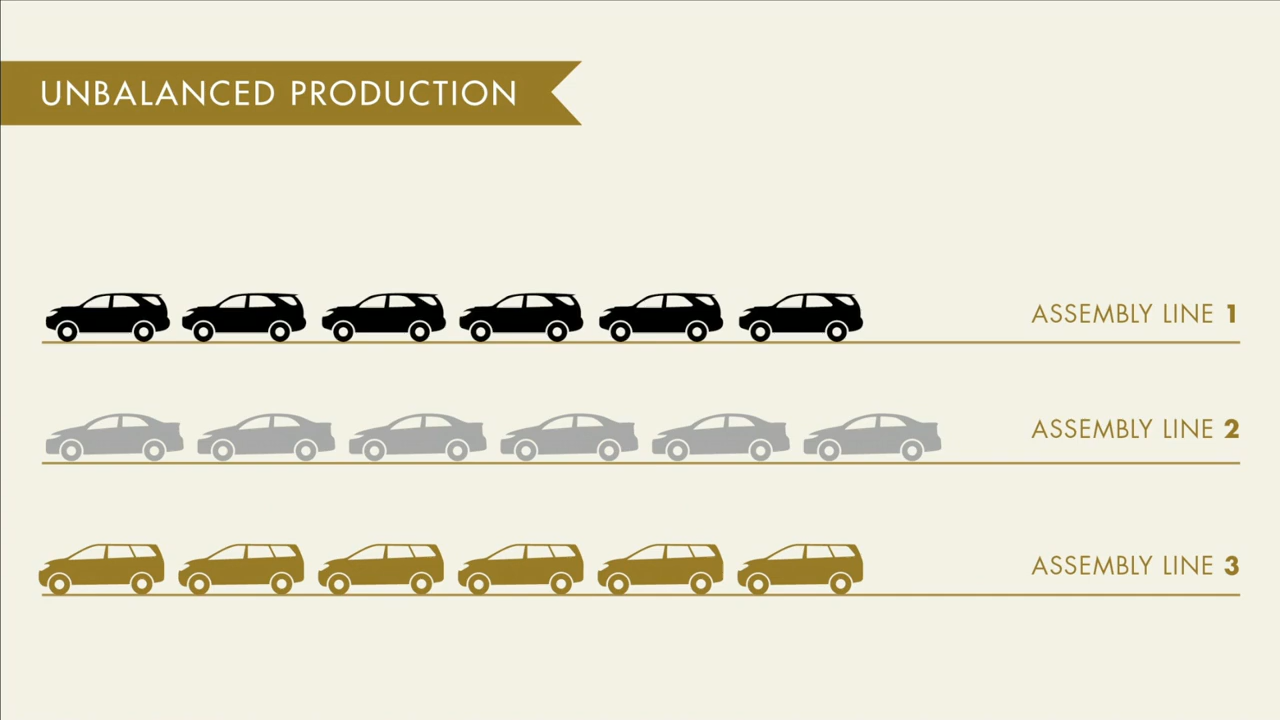 UNBALANCED PRODUCTION
ASSEMBLY LINE 1
ASSEMBLY LINE 2
ASSEMBLY LINE 3